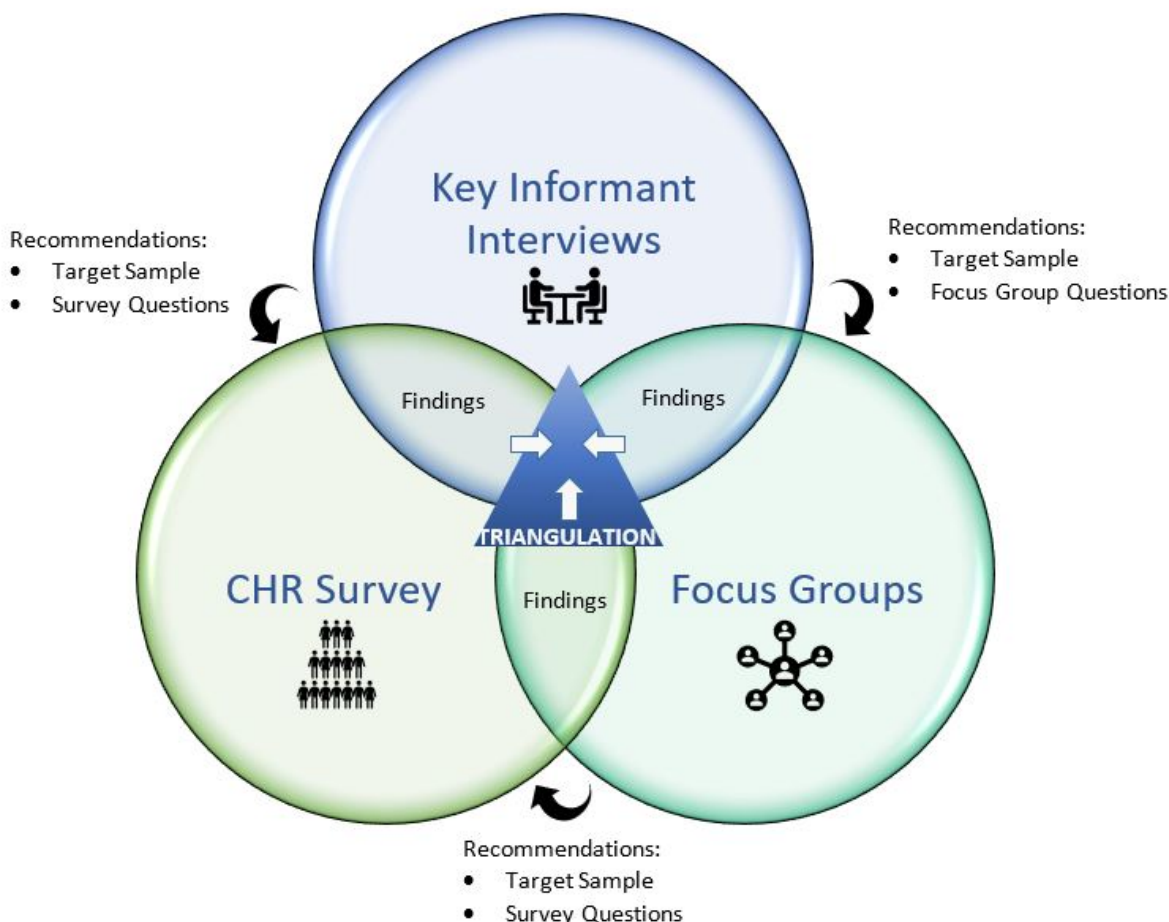 Key Informant
Interviews
Recommendations:
• Target Sample
• Survey Questions
Recommendations:
• Target Sample
• Focus Group Questions
Findings
Findings
TRIANGULATION
CHR Survey
Focus Groups
Findings
Recommendations:
• Target Sample
• Survey Questions